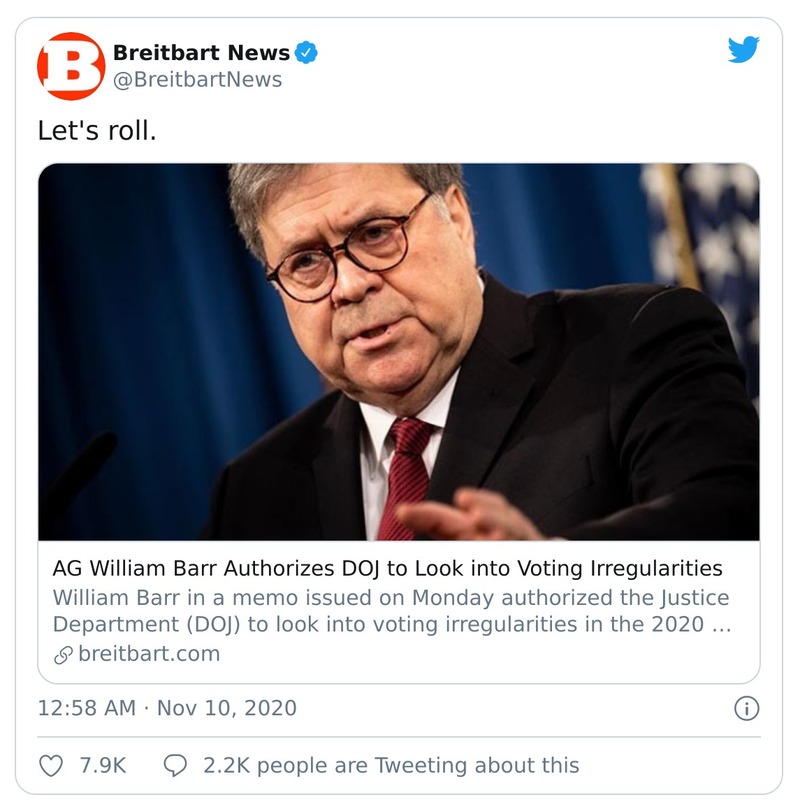 B
Breitbart News
@BreitbartNews
Let's roll.
AG William Barr Authorizes DOJ to Look into Voting Irregularities
William Barr in a memo issued on Monday authorized the Justice
Department (DOJ) to look into voting irregularities in the 2020 ...
breitbart.com
12:58 AM · Nov 10, 2020
7.9K 2.2K people are Tweeting about this